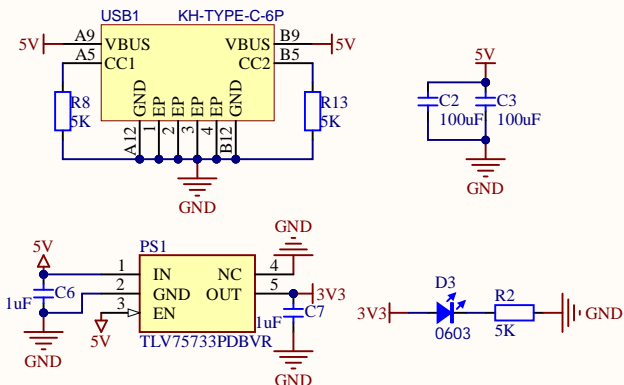 USB1 KH-TYPE-C-6P
5V A9 VBUS VBUS B9 5V
A5 CC1 CC2 B5
R8 5K
GND EP EP EP EP GND
A12 1 2 3 4 B12
R13 5K
GND
5V
C2 C3
100uF 100uF
GND
5V
PS1
GND
1 IN NC 4
2 GND OUT 5 3V3
3 EN
C6
1uF
5V
GND
1uF C7
TLV75733PDBVR
GND
D3
3V3
0603
R2
5K
GND